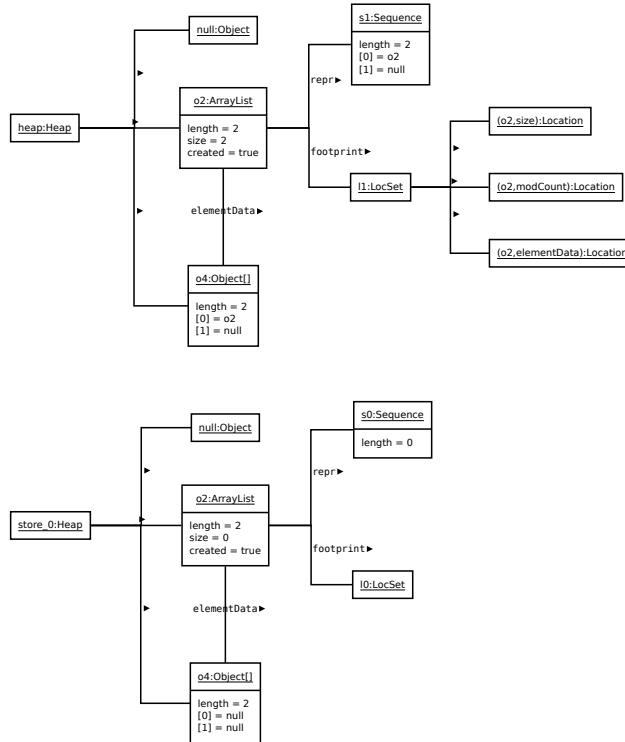 null:Object
s1:Sequence
length = 2
[0] = o2
[1] = null
repr
heap:Heap
o2:ArrayList
length = 2
size = 2
created = true
footprint
(o2,size):Location
l1:LocSet
(o2,modCount):Location
elementData
(o2,elementData):Location
o4:Object[]
length = 2
[0] = o2
[1] = null
null:Object
s0:Sequence
length = 0
repr
store_0:Heap
o2:ArrayList
length = 2
size = 0
created = true
footprint
l0:LocSet
elementData
o4:Object[]
length = 2
[0] = null
[1] = null